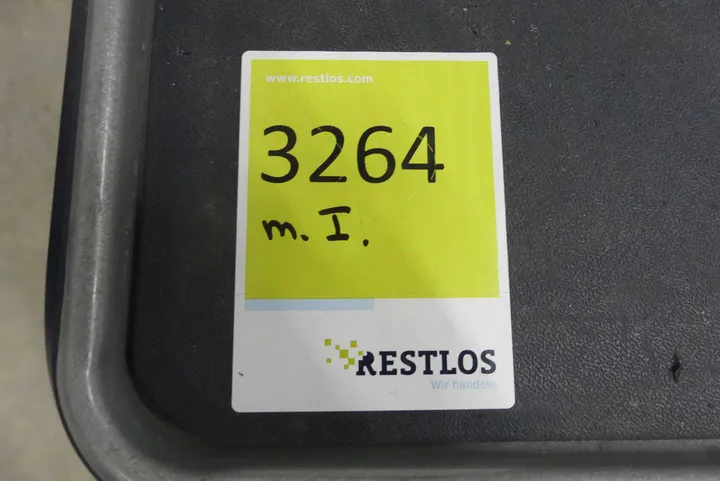 www.restlos.com
3264
m. I.
RESTLOS
Wir handeln